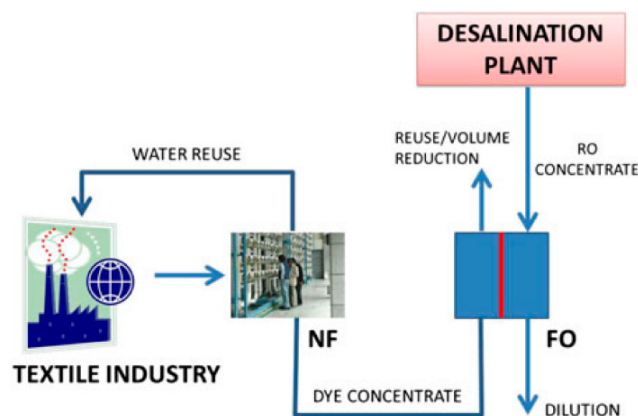 DESALINATION
PLANT
REUSE/VOLUME
REDUCTION
RO
CONCENTRATE
WATER REUSE
NF
FO
TEXTILE INDUSTRY
DYE CONCENTRATE
DILUTION